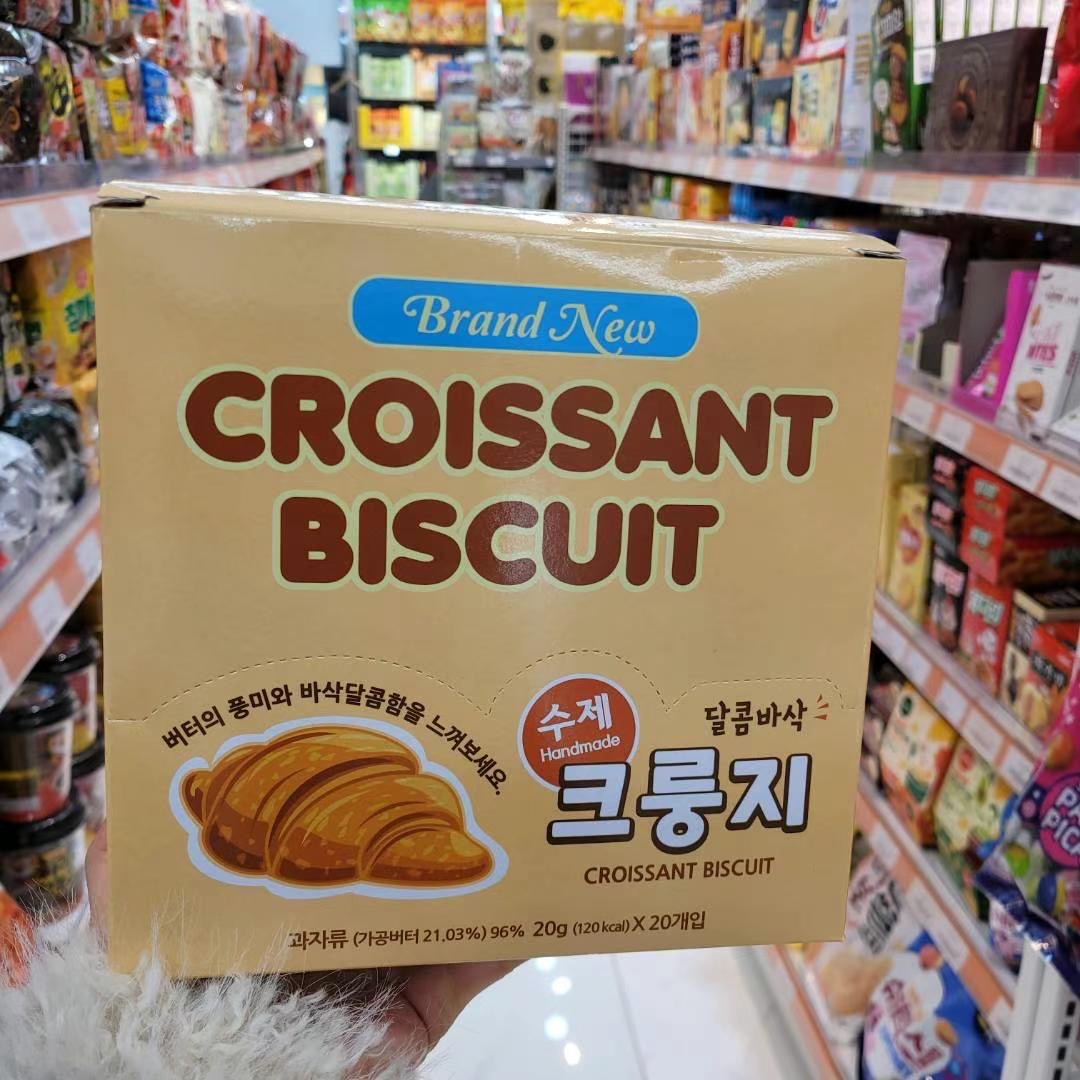 Brand New
CROISSANT
BISCUIT
버터의 풍미와 바삭달콤함을 느껴보세요.
수제
Handmade
달콤바삭
크룽지
CROISSANT BISCUIT
과자류 (가공버터 21.03%) 96% 20g (120 kcal) X 20개입